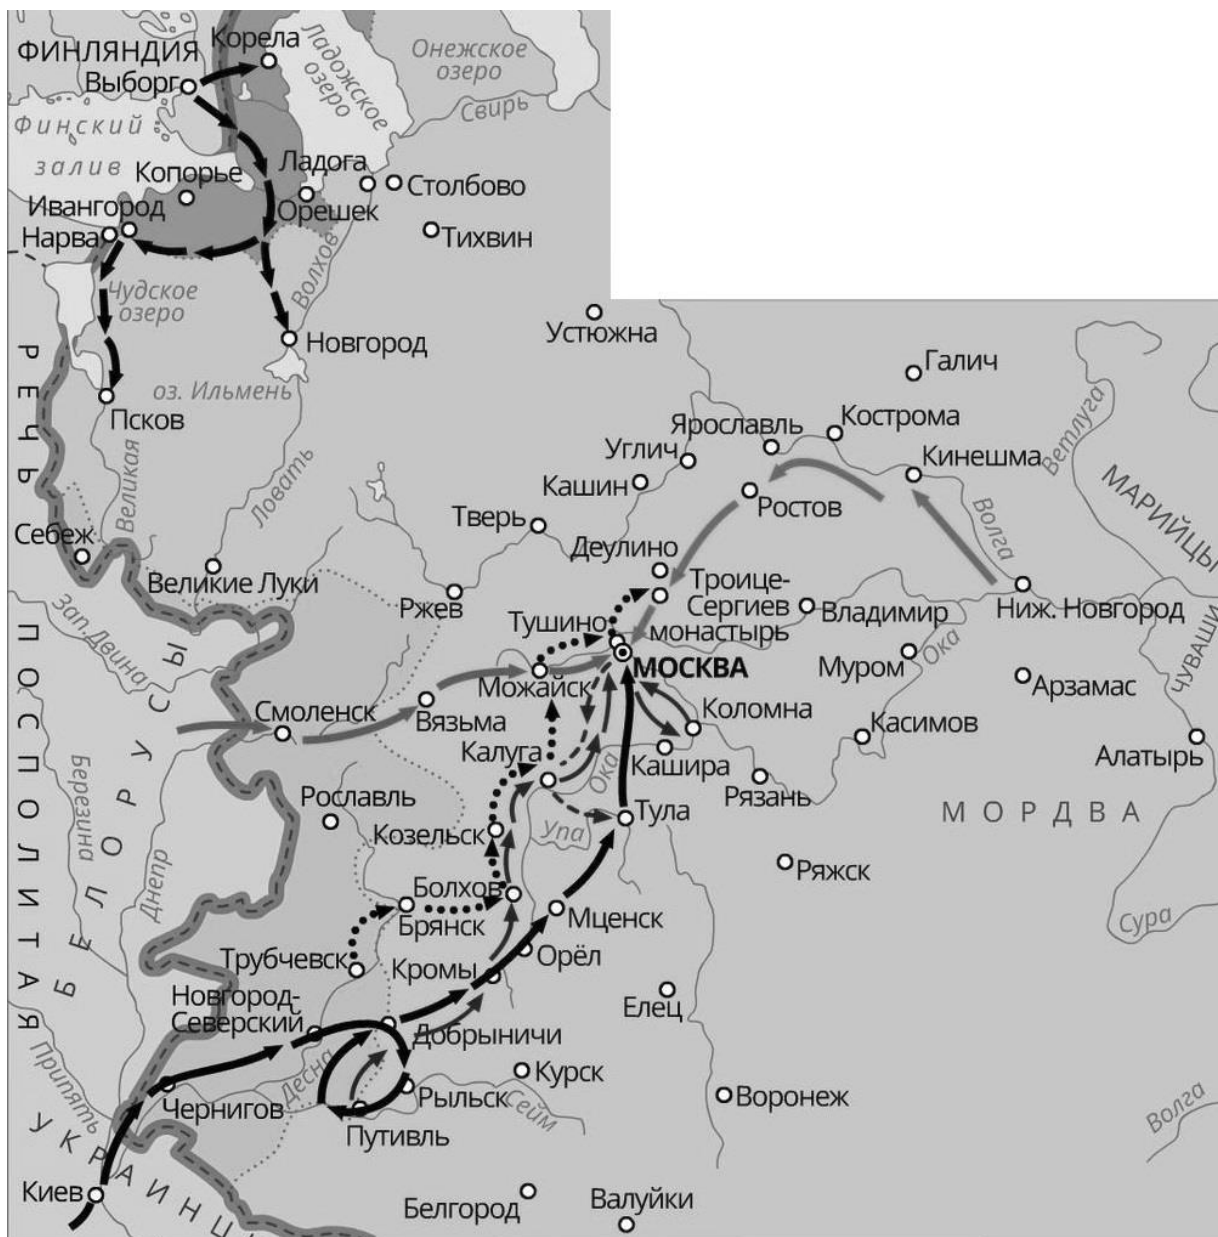 ФИНЛЯНДИЯ
Корела
Выборг
Ладожское
озеро
Онежское
озеро
Свирь
Финский
залив
Копорье
Ладога
Столбово
Ивангород
Орешек
Нарва
Тихвин
Волхов
Чудское
озеро
Новгород
Устюжна
оз. Ильмень
Псков
Галич
Ветлуга
Ярославль
Кострома
Углич
Кинешма
Кашин
МАРИЙЦЫ
Великая
Ловать
Ростов
Волга
Тверь
Себеж
Деулино
Великие Луки
Ржев
Троице-
Сергиев
монастырь
Владимир
Ниж. Новгород
Тушино
Зап. Двина
МОСКВА
Муром
Ока
ЧУВАШИ
Можайск
Арзамас
Смоленск
Вязьма
Коломна
Касимов
Калуга
Кашира
Алатырь
Ока
Рязань
Березина
Рославль
Тула
МОРДВА
Козельск
Упа
Днепр
Ряжск
Болхов
Брянск
Мценск
Сура
Трубчевск
Кромы
Орёл
Новгород-
Северский
Елец
Добрыничи
Припять
Десна
Курск
Рыльск
Сейм
Чернигов
Воронеж
Волга
Путивль
Киев
Белгород
Валуйки
РЕЧЬ
ПОСПОЛИТАЯ
БЕЛОРУСЫ
УКРАИНЦ